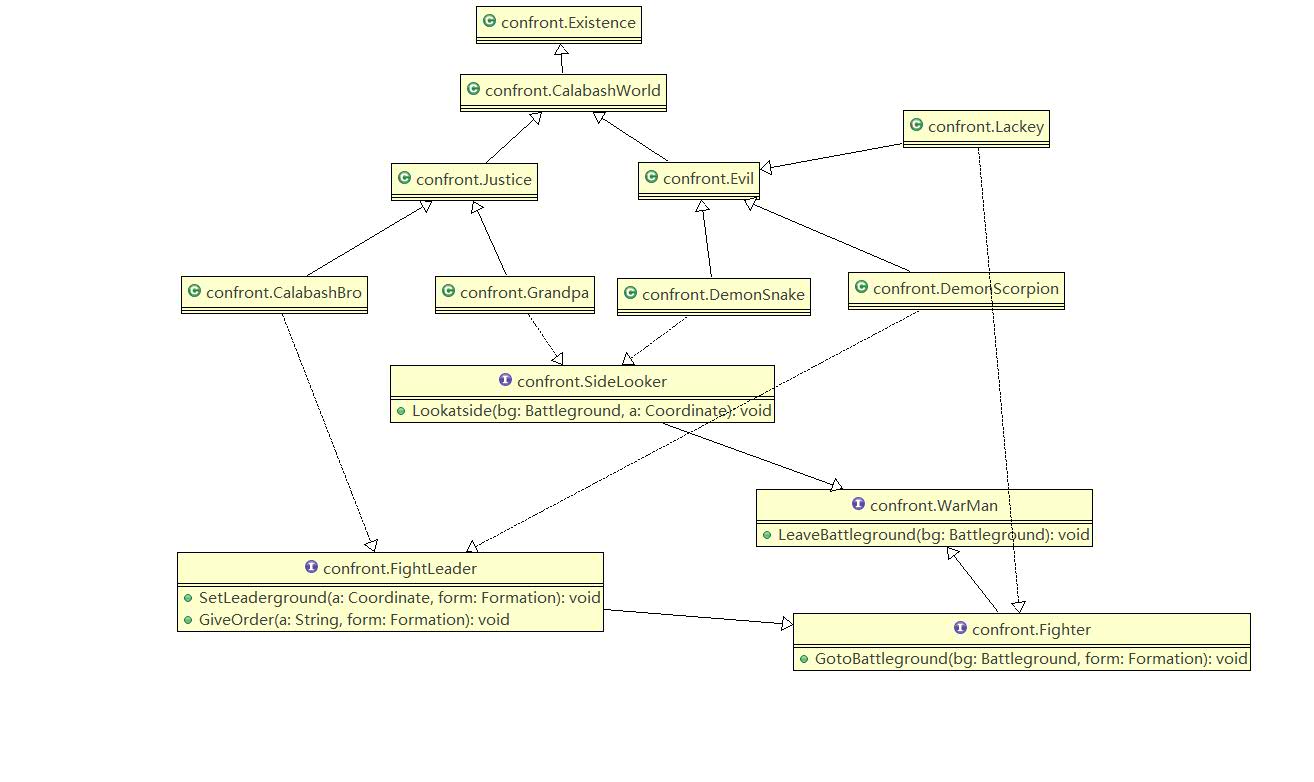 confront.Existence
confront.CalabashWorld
confront.Lackey
confront.Justice
confront.Evil
confront.CalabashBro
confront.Grandpa
confront.DemonSnake
confront.DemonScorpion
confront.SideLooker
Lookatside(bg: Battleground, a: Coordinate): void
confront.WarMan
LeaveBattleground(bg: Battleground): void
confront.FightLeader
SetLeaderground(a: Coordinate, form: Formation): void
GiveOrder(a: String, form: Formation): void
confront.Fighter
GotoBattleground(bg: Battleground, form: Formation): void